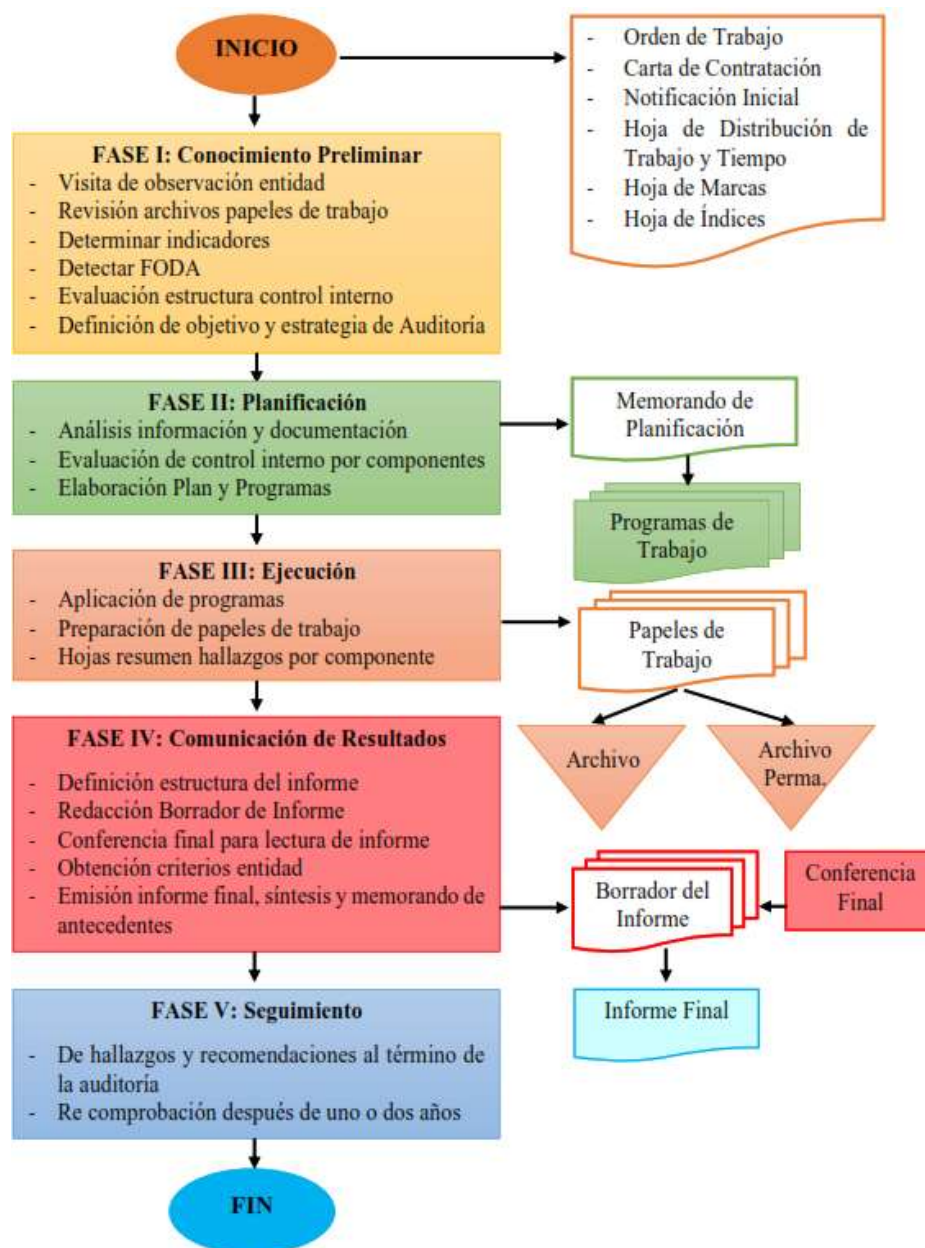 INICIO
- Orden de Trabajo
- Carta de Contratación
- Notificación Inicial
- Hoja de Distribución de
Trabajo y Tiempo
- Hoja de Marcas
- Hoja de Índices
FASE I: Conocimiento Preliminar
- Visita de observación entidad
- Revisión archivos papeles de trabajo
- Determinar indicadores
- Detectar FODA
- Evaluación estructura control interno
- Definición de objetivo y estrategia de Auditoría
FASE II: Planificación
- Análisis información y documentación
- Evaluación de control interno por componentes
- Elaboración Plan y Programas
Memorando de
Planificación
Programas de
Trabajo
FASE III: Ejecución
- Aplicación de programas
- Preparación de papeles de trabajo
- Hojas resumen hallazgos por componente
Papeles de
Trabajo
Archivo
Archivo
Perma.
FASE IV: Comunicación de Resultados
- Definición estructura del informe
- Redacción Borrador de Informe
- Conferencia final para lectura de informe
- Obtención criterios entidad
- Emisión informe final, síntesis y memorando de
antecedentes
Borrador del
Informe
Conferencia
Final
Informe Final
FASE V: Seguimiento
- De hallazgos y recomendaciones al término de
la auditoría
- Re comprobación después de uno o dos años
FIN